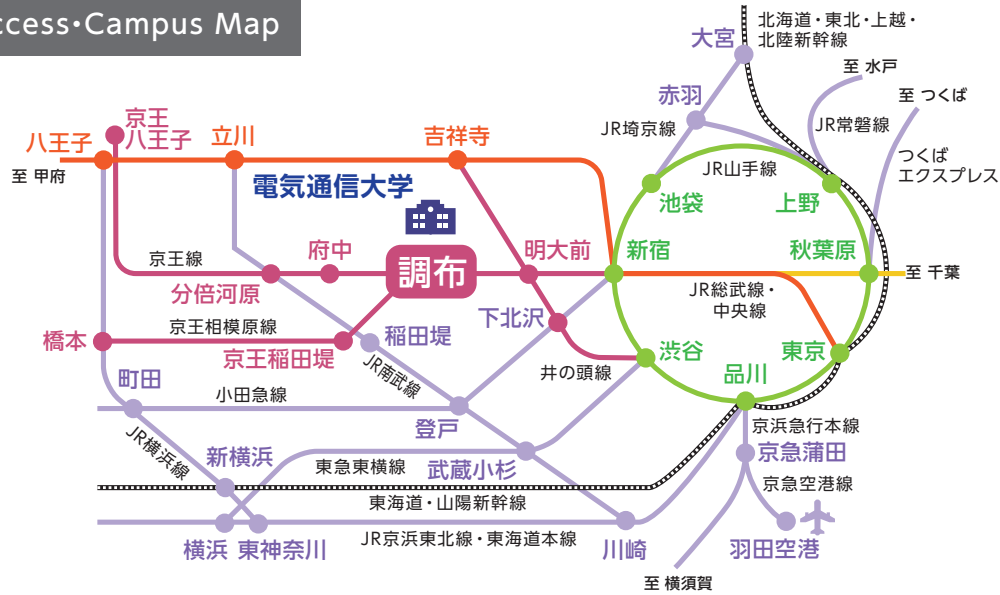 ccess・Campus Map
北海道・東北・上越・
北陸新幹線
大宮
至 水戸
至 つくば
赤羽
京王
八王子
JR埼京線
JR常磐線
八王子
立川
吉祥寺
つくば
エクスプレス
JR山手線
至 甲府
電気通信大学
池袋
上野
府中
明大前
新宿
秋葉原
京王線
調布
至 千葉
分倍河原
JR総武線・
中央線
下北沢
京王相模原線
稲田堤
橋本
京王稲田堤
渋谷
東京
町田
JR南武線
井の頭線
品川
小田急線
登戸
京浜急行本線
JR横浜線
新横浜
東急東横線
武蔵小杉
京急蒲田
京急空港線
東海道・山陽新幹線
JR京浜東北線・東海道本線
横浜
東神奈川
川崎
羽田空港
至 横須賀